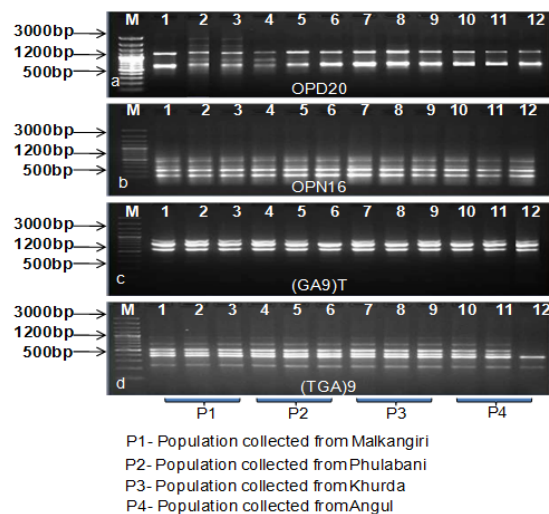 M 1 2 3 4 5 6 7 8 9 10 11 12
3000bp
1200bp
500bp
a
OPD20
M 1 2 3 4 5 6 7 8 9 10 11 12
3000bp
1200bp
500bp
b
OPN16
M 1 2 3 4 5 6 7 8 9 10 11 12
3000bp
1200bp
500bp
c
(GA9)T
M 1 2 3 4 5 6 7 8 9 10 11 12
3000bp
1200bp
500bp
d
(TGA)9
P1 P2 P3 P4
P1- Population collected from Malkangiri
P2- Population collected from Phulabani
P3- Population collected from Khurda
P4- Population collected from Angul